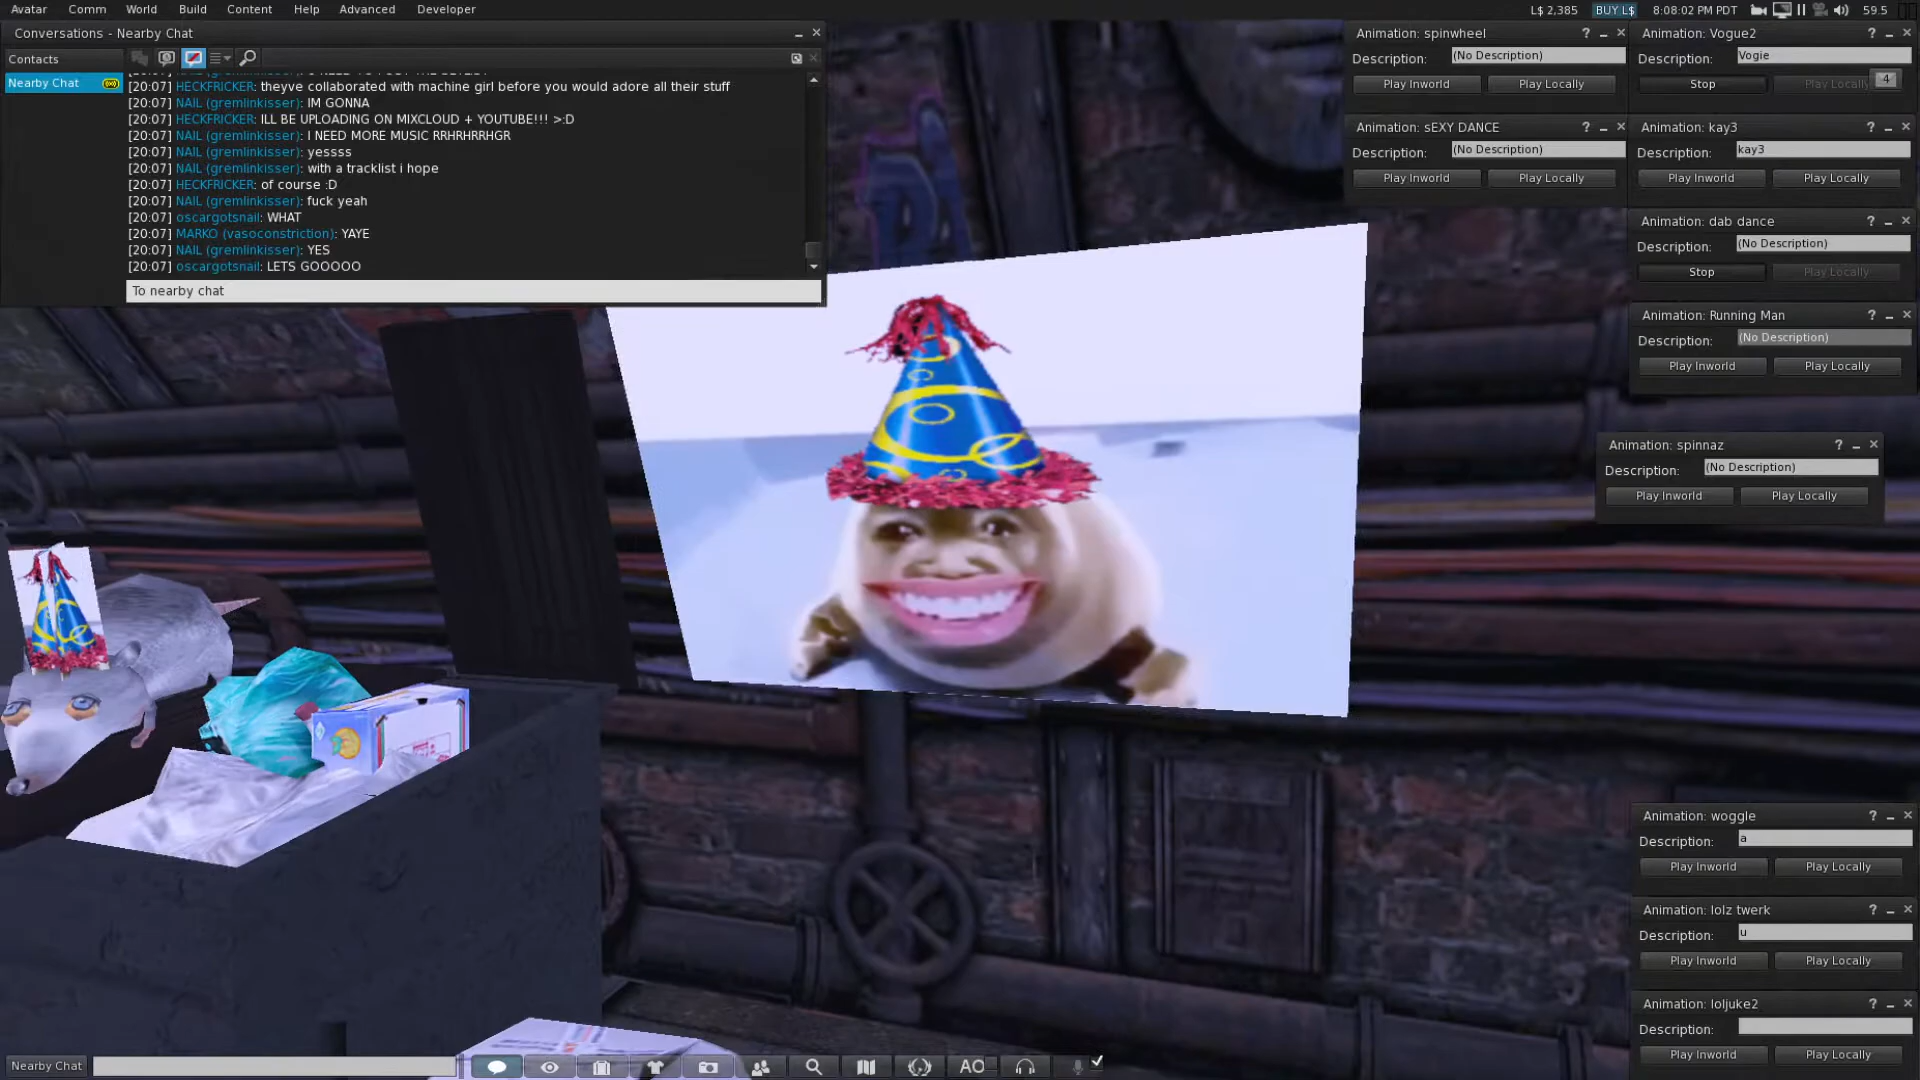 Avatar Comm World Build Content Help Advanced Developer
L$ 2,385 BUY L$ 8:08:02 PM PDT 59.5
Conversations - Nearby Chat
Contacts
Nearby Chat
[20:07] HECKFRICKER: theyve collaborated with machine girl before you would adore all their stuff
[20:07] NAIL (gremlinkisser): IM GONNA
[20:07] HECKFRICKER: ILL BE UPLOADING ON MIXCLOUD + YOUTUBE!!! >:D
[20:07] NAIL (gremlinkisser): I NEED MORE MUSIC RRHRHRRHGR
[20:07] NAIL (gremlinkisser): yessss
[20:07] NAIL (gremlinkisser): with a tracklist i hope
[20:07] HECKFRICKER: of course :D
[20:07] NAIL (gremlinkisser): fuck yeah
[20:07] oscargotsnail: WHAT
[20:07] MARKO (vasoconstriction): YAYE
[20:07] NAIL (gremlinkisser): YES
[20:07] oscargotsnail: LETS GOOOOO
To nearby chat
Animation: spinwheel
Description: (No Description)
Play Inworld Play Locally
Animation: sEXY DANCE
Description: (No Description)
Play Inworld Play Locally
Animation: Vogue2
Description: Vogie
Stop Play Locally
4
Animation: kay3
Description: kay3
Play Inworld Play Locally
Animation: dab dance
Description: (No Description)
Stop Play Locally
Animation: Running Man
Description: (No Description)
Play Inworld Play Locally
Animation: spinnaz
Description: (No Description)
Play Inworld Play Locally
Animation: woggle
Description: a
Play Inworld Play Locally
Animation: lolz twerk
Description: u
Play Inworld Play Locally
Animation: loljuke2
Description:
Play Inworld Play Locally
Nearby Chat
AO